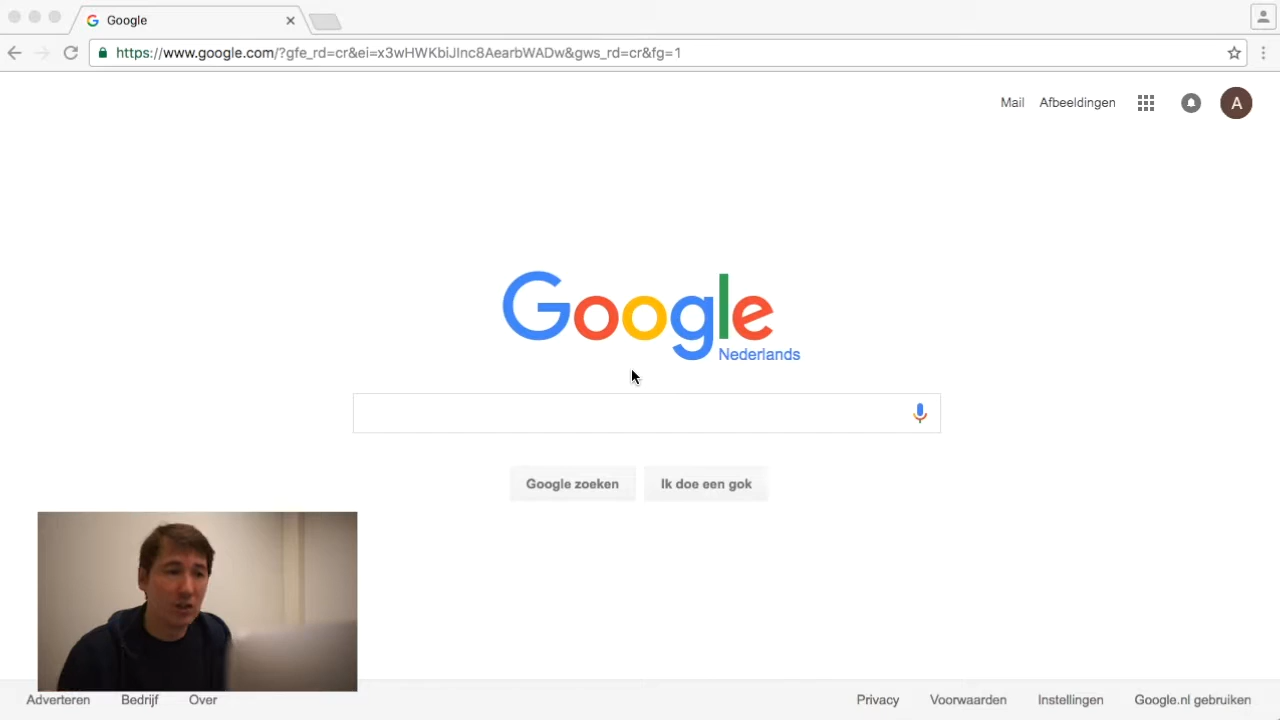 Google
https://www.google.com/?gfe_rd=cr&ei=x3wHWKbiJlnc8AearbWADw&gws_rd=cr&fg=1
Mail Afbeeldingen A
Google
Nederlands
Google zoeken Ik doe een gok
Adverteren Bedrijf Over Privacy Voorwaarden Instellingen Google.nl gebruiken